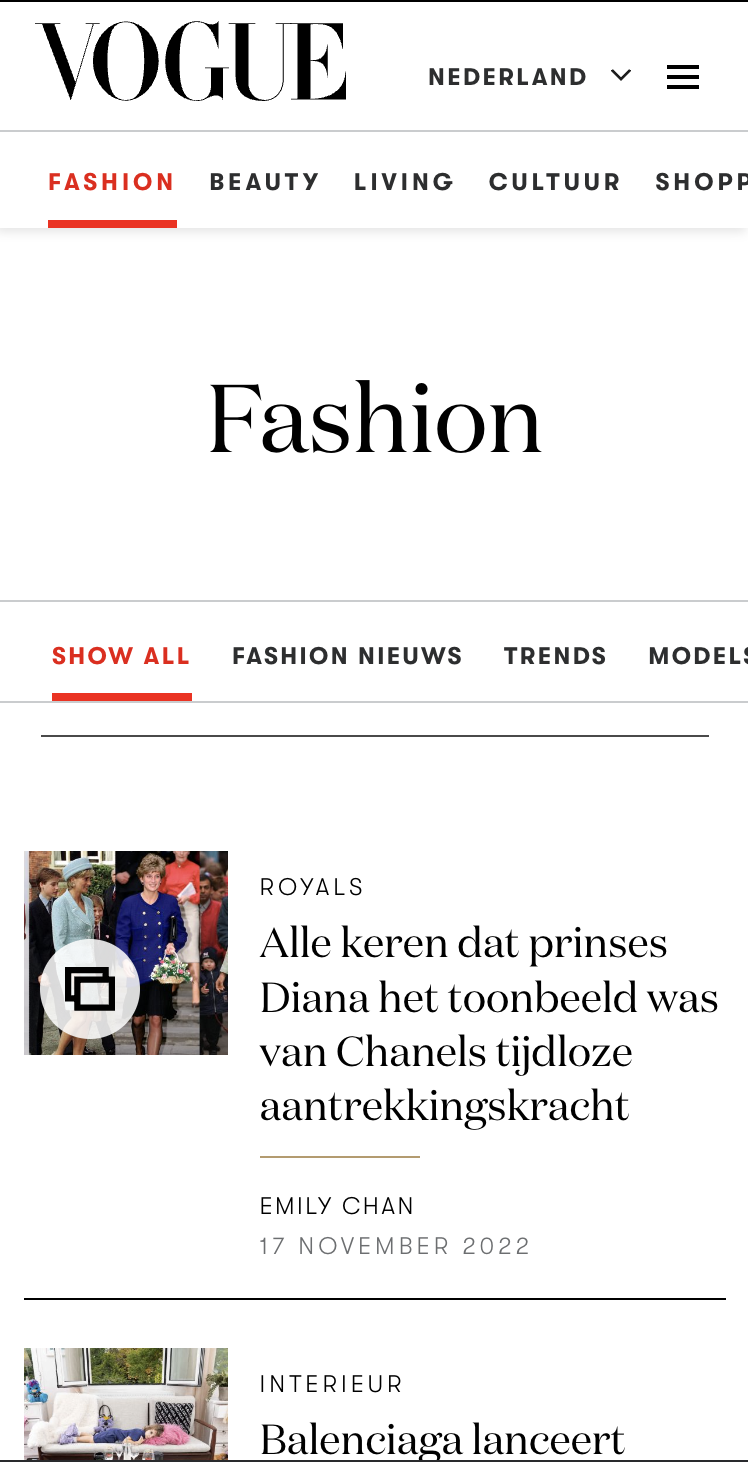 VOGUE
NEDERLAND
FASHION BEAUTY LIVING CULTUUR SHOPP
Fashion
SHOW ALL FASHION NIEUWS TRENDS MODELS
ROYALS
Alle keren dat prinses
Diana het toonbeeld was
van Chanels tijdloze
aantrekkingskracht
EMILY CHAN
17 NOVEMBER 2022
INTERIEUR
Balenciaga lanceert